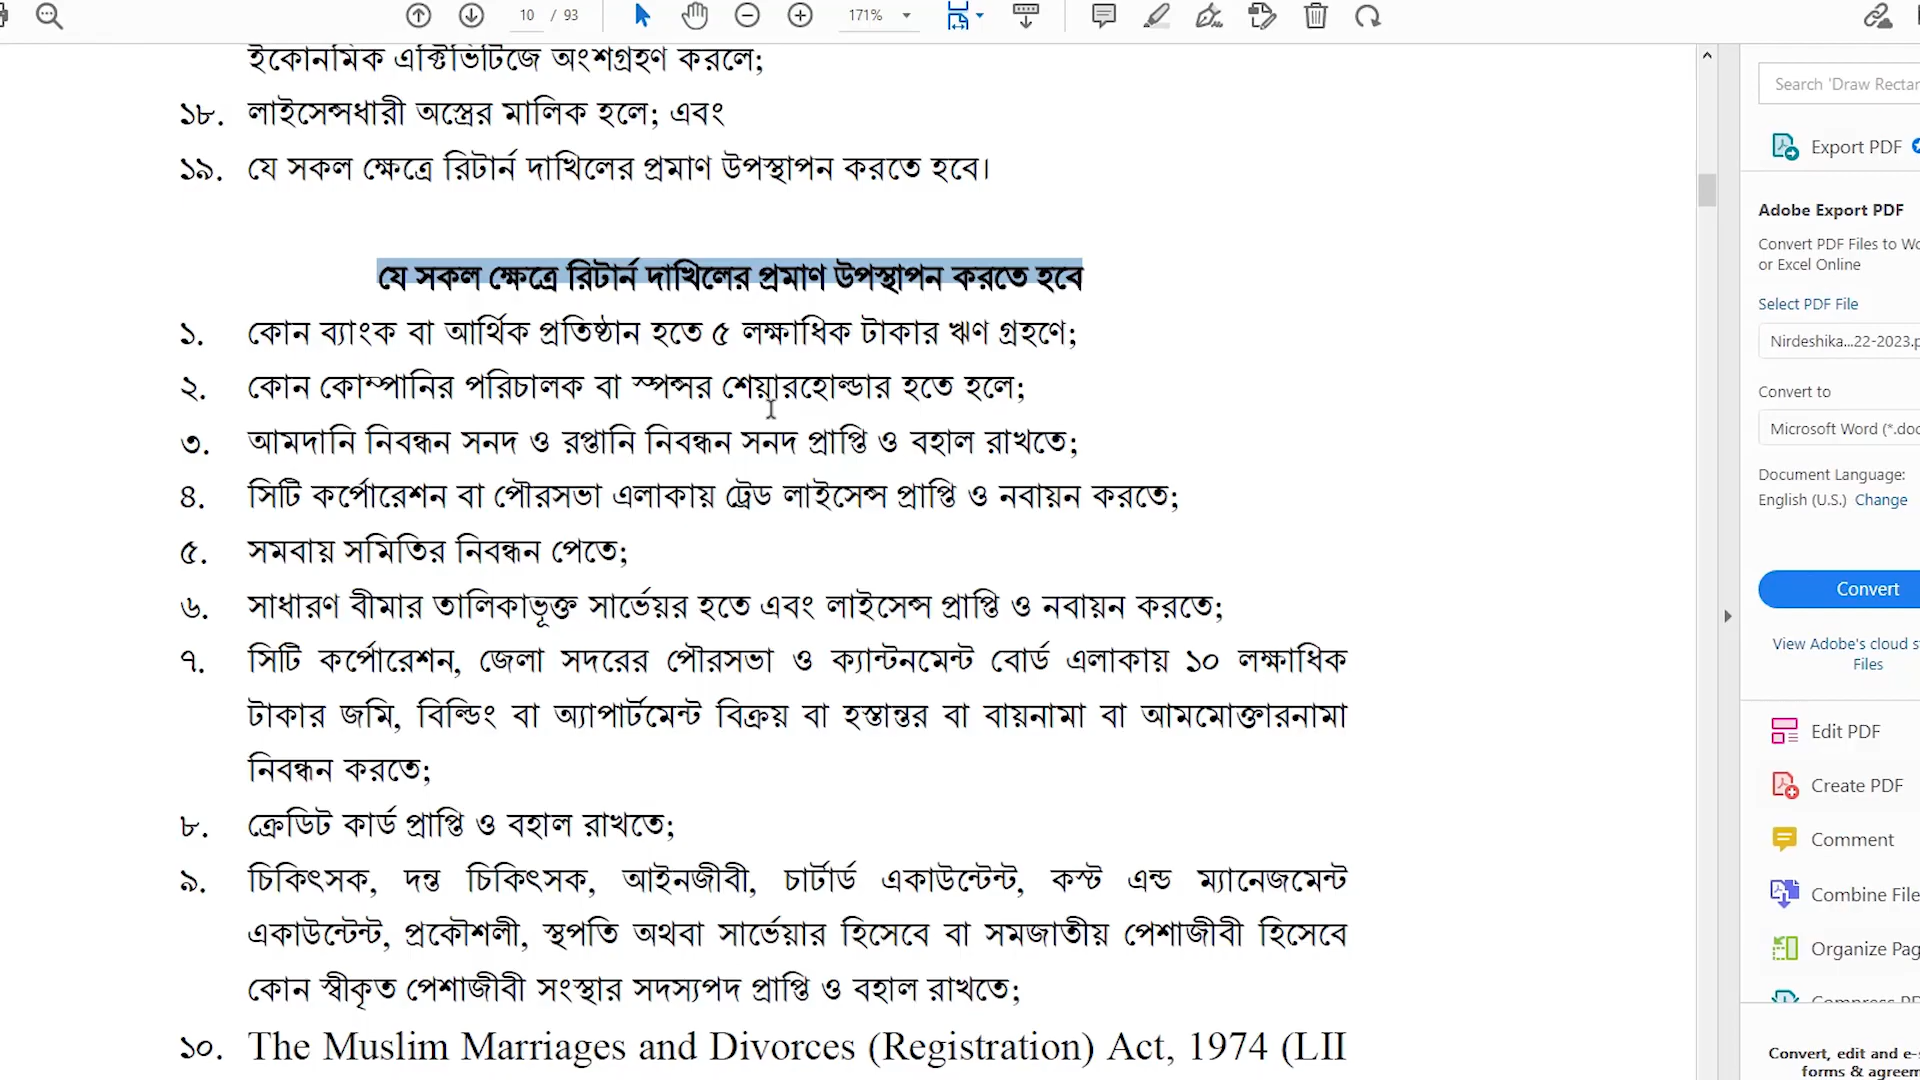 10 / 93
171%
ইকোনমিক এক্টিভিটিজে অংশগ্রহণ করলে;
১৮. লাইসেন্সধারী অস্ত্রের মালিক হলে; এবং
১৯. যে সকল ক্ষেত্রে রিটার্ন দাখিলের প্রমাণ উপস্থাপন করতে হবে।
যে সকল ক্ষেত্রে রিটার্ন দাখিলের প্রমাণ উপস্থাপন করতে হবে
১. কোন ব্যাংক বা আর্থিক প্রতিষ্ঠান হতে ৫ লক্ষাধিক টাকার ঋণ গ্রহণে;
২. কোন কোম্পানির পরিচালক বা স্পন্সর শেয়ারহোল্ডার হতে হলে;
৩. আমদানি নিবন্ধন সনদ ও রপ্তানি নিবন্ধন সনদ প্রাপ্তি ও বহাল রাখতে;
৪. সিটি কর্পোরেশন বা পৌরসভা এলাকায় ট্রেড লাইসেন্স প্রাপ্তি ও নবায়ন করতে;
৫. সমবায় সমিতির নিবন্ধন পেতে;
৬. সাধারণ বীমার তালিকাভূক্ত সার্ভেয়র হতে এবং লাইসেন্স প্রাপ্তি ও নবায়ন করতে;
৭. সিটি কর্পোরেশন, জেলা সদরের পৌরসভা ও ক্যান্টনমেন্ট বোর্ড এলাকায় ১০ লক্ষাধিক
টাকার জমি, বিল্ডিং বা অ্যাপার্টমেন্ট বিক্রয় বা হস্তান্তর বা বায়নামা বা আমমোক্তারনামা
নিবন্ধন করতে;
৮. ক্রেডিট কার্ড প্রাপ্তি ও বহাল রাখতে;
৯. চিকিৎসক, দন্ত চিকিৎসক, আইনজীবী, চার্টার্ড একাউন্টেন্ট, কস্ট এন্ড ম্যানেজমেন্ট
একাউন্টেন্ট, প্রকৌশলী, স্থপতি অথবা সার্ভেয়ার হিসেবে বা সমজাতীয় পেশাজীবী হিসেবে
কোন স্বীকৃত পেশাজীবী সংস্থার সদস্যপদ প্রাপ্তি ও বহাল রাখতে;
১০. The Muslim Marriages and Divorces (Registration) Act, 1974 (LII
Search 'Draw Rectan
Export PDF
Adobe Export PDF
Convert PDF Files to Wo
or Excel Online
Select PDF File
Nirdeshika...22-2023.p
Convert to
Microsoft Word (*.doc
Document Language:
English (U.S.) Change
Convert
View Adobe's cloud s
Files
Edit PDF
Create PDF
Comment
Combine File
Organize Pag
Compress PD
Convert, edit and e-s
forms & agreem